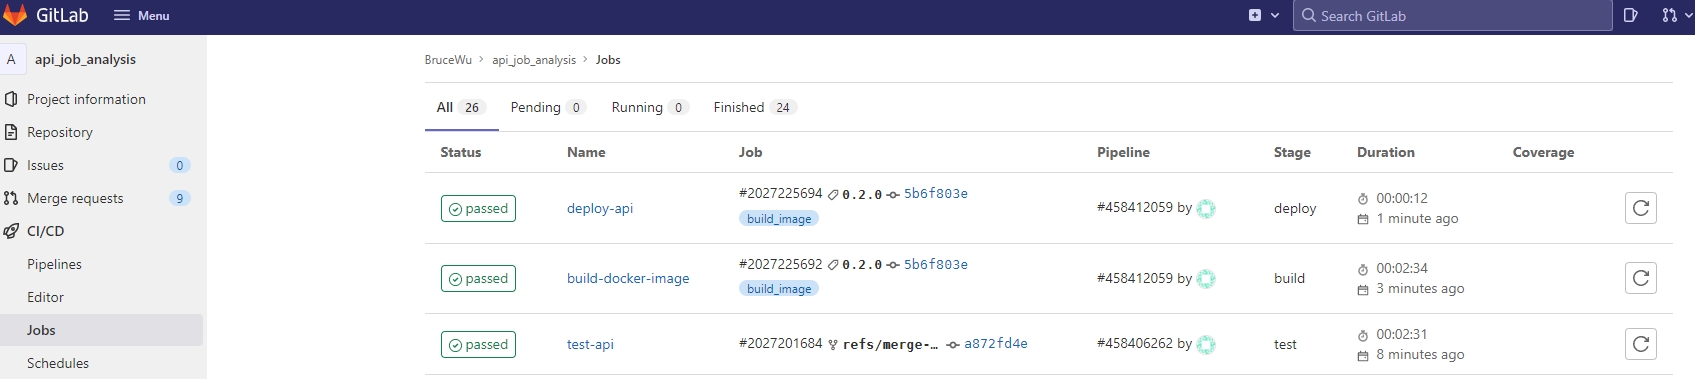 GitLab Menu Search GitLab
A api_job_analysis
Project information
Repository
Issues 0
Merge requests 9
CI/CD
Pipelines
Editor
Jobs
Schedules
BruceWu > api_job_analysis > Jobs
All 26 Pending 0 Running 0 Finished 24
Status Name Job Pipeline Stage Duration Coverage
passed deploy-api #2027225694 0.2.0 5b6f803e #458412059 by deploy 00:00:12
build_image 1 minute ago
passed build-docker-image #2027225692 0.2.0 5b6f803e #458412059 by build 00:02:34
build_image 3 minutes ago
passed test-api #2027201684 refs/merge-… a872fd4e #458406262 by test 00:02:31
8 minutes ago